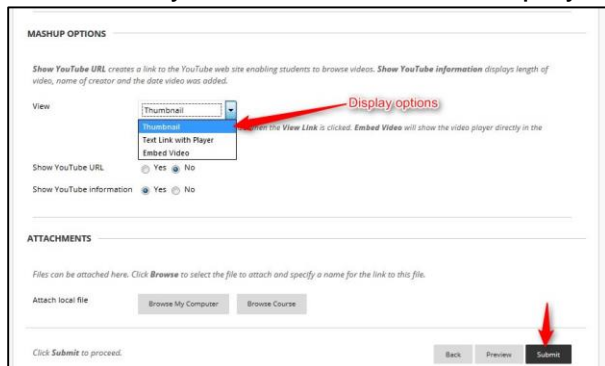 MASHUP OPTIONS
Show YouTube URL creates a link to the YouTube web site enabling students to browse videos. Show YouTube information displays length of
video, name of creator and the date video was added.
View
Thumbnail
Display options
Thumbnail
when the View Link is clicked. Embed Video will show the video player directly in the
Text Link with Player
Embed Video
Show YouTube URL Yes No
Show YouTube information Yes No
ATTACHMENTS
Files can be attached here. Click Browse to select the file to attach and specify a name for the link to this file.
Attach local file Browse My Computer Browse Course
Click Submit to proceed. Back Preview Submit